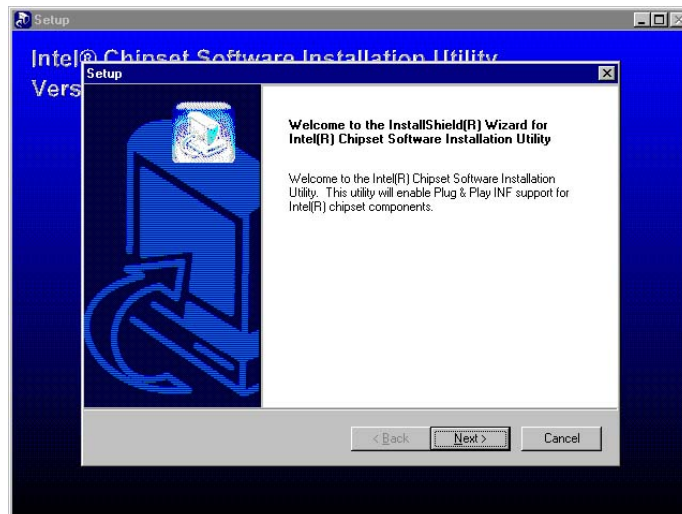 Setup
Intel® Chipset Software Installation Utility
Vers
Setup
Welcome to the InstallShield(R) Wizard for
Intel(R) Chipset Software Installation Utility
Welcome to the Intel(R) Chipset Software Installation
Utility. This utility will enable Plug & Play INF support for
Intel(R) chipset components.
< Back
Next >
Cancel